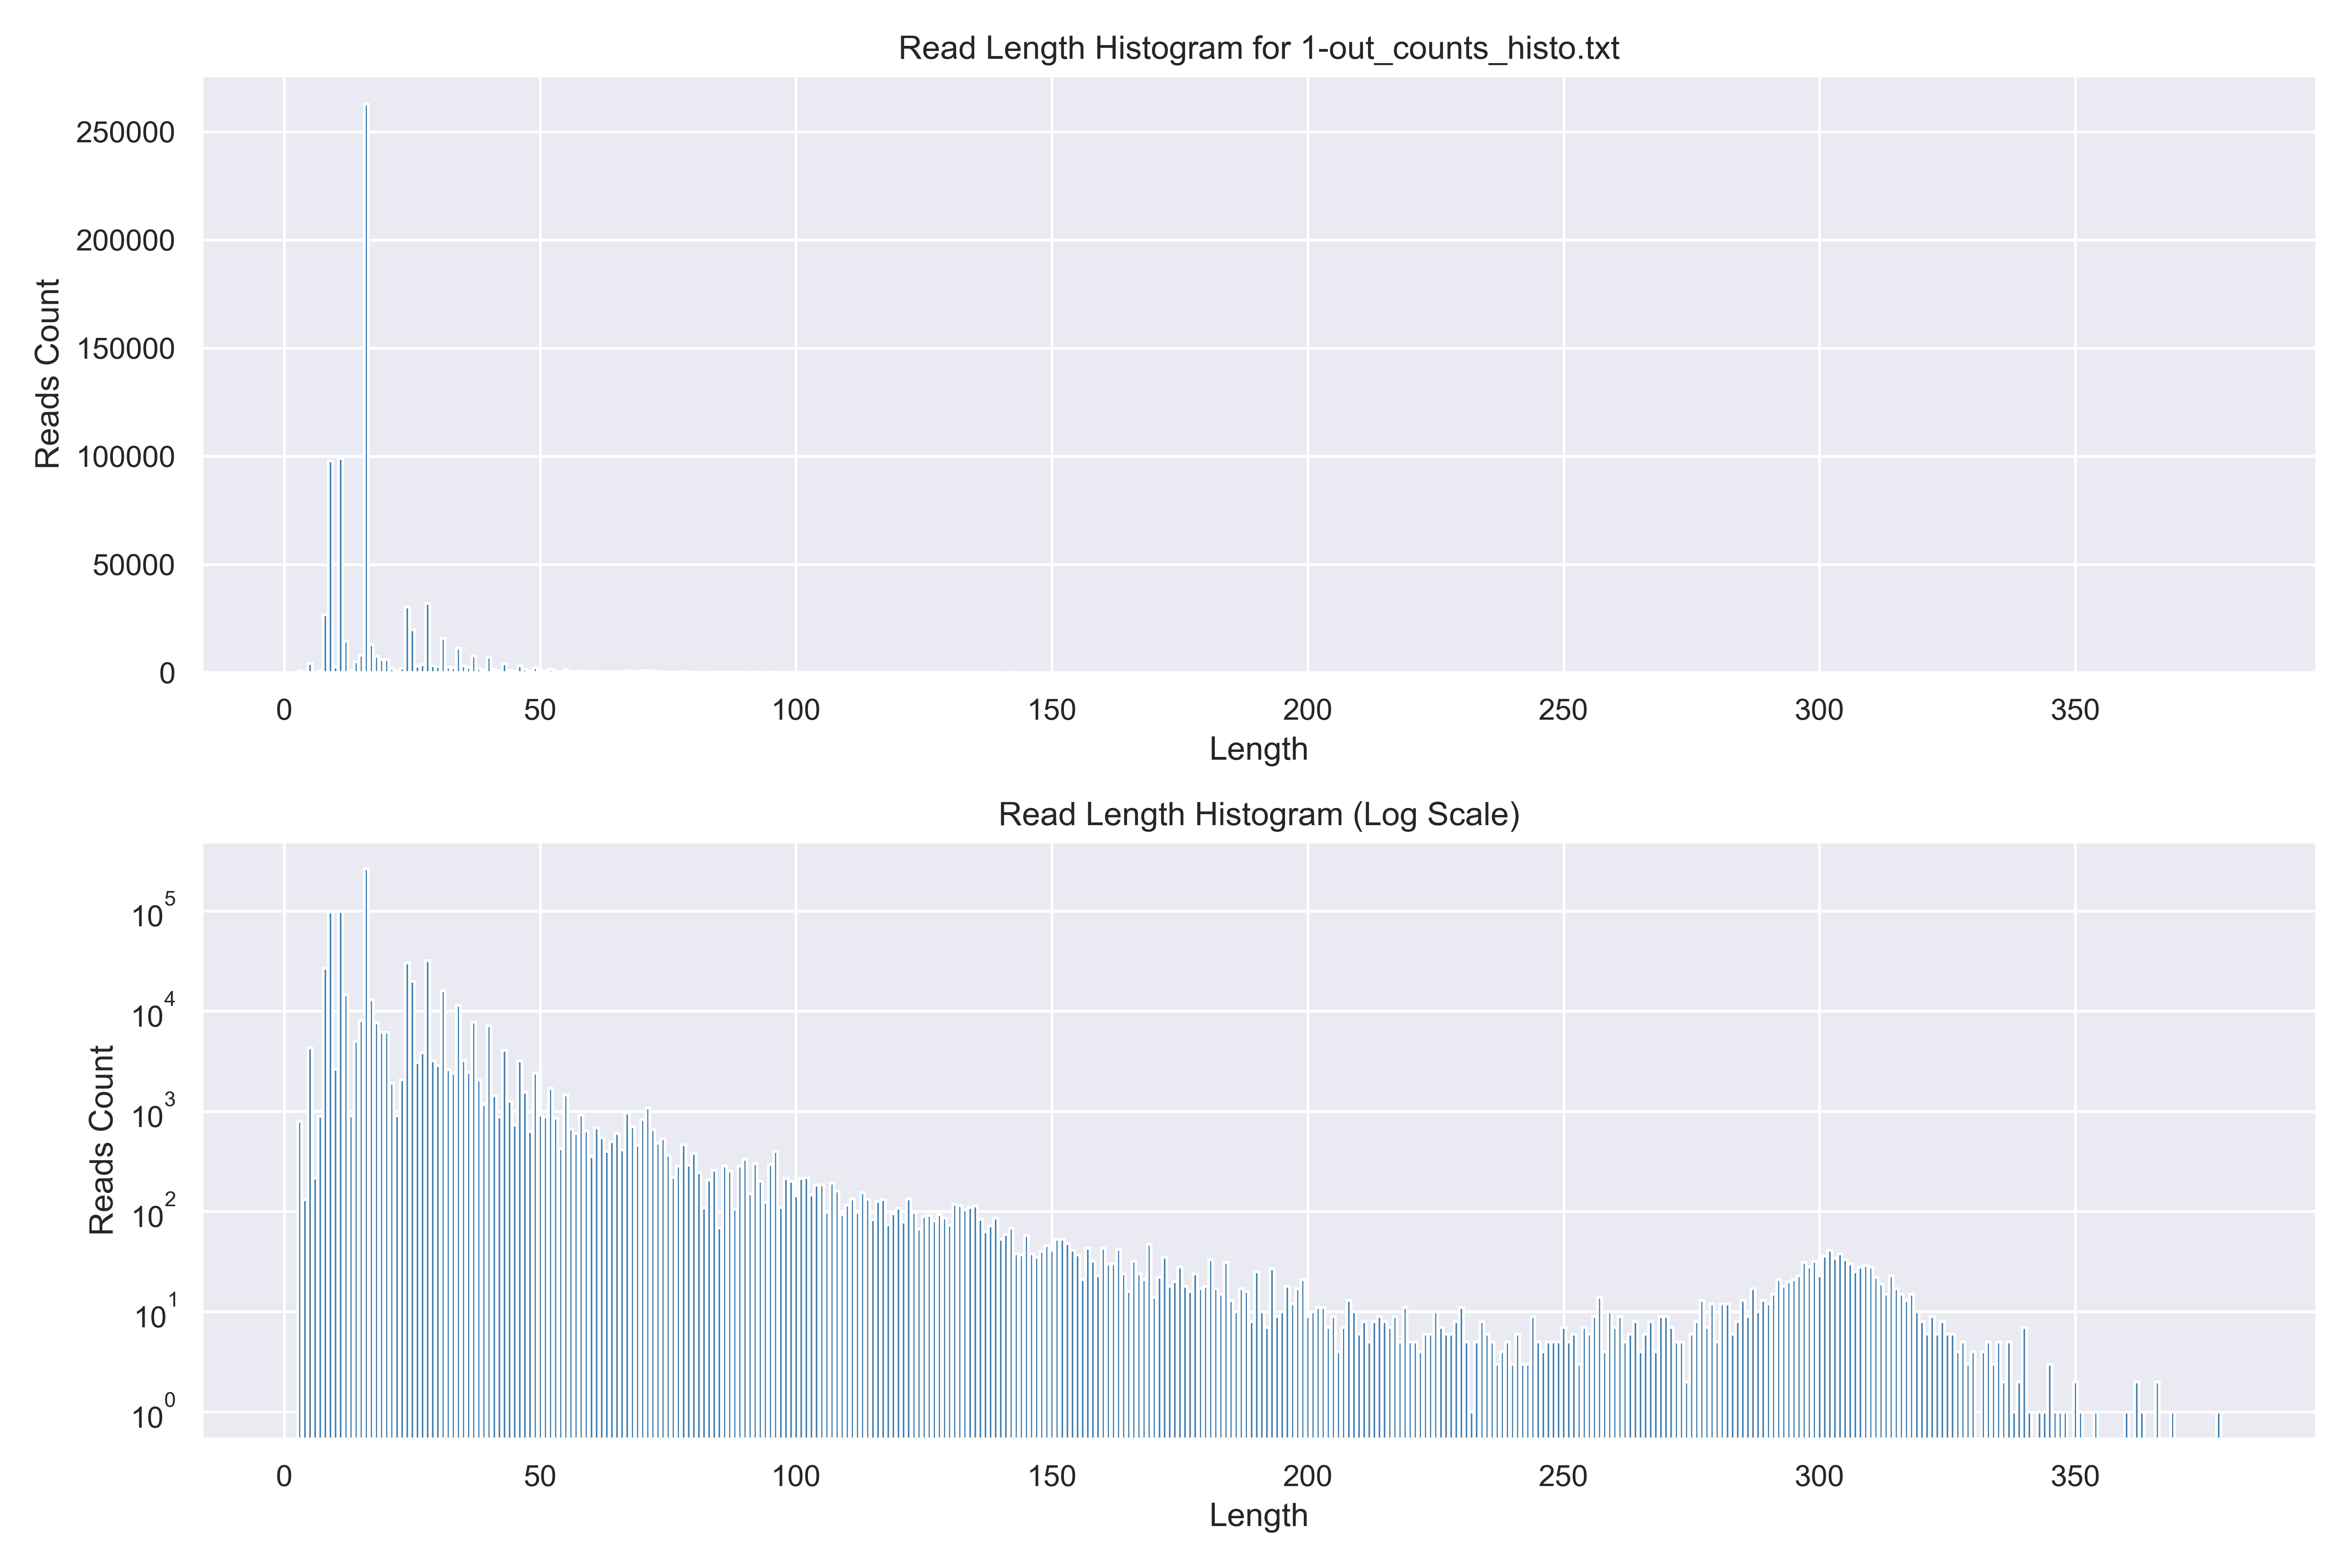 Read Length Histogram for 1-out_counts_histo.txt
Reads Count
250000
200000
150000
100000
50000
0
0 50 100 150 200 250 300 350
Length
Read Length Histogram (Log Scale)
Reads Count
10^5
10^4
10^3
10^2
10^1
10^0
0 50 100 150 200 250 300 350
Length